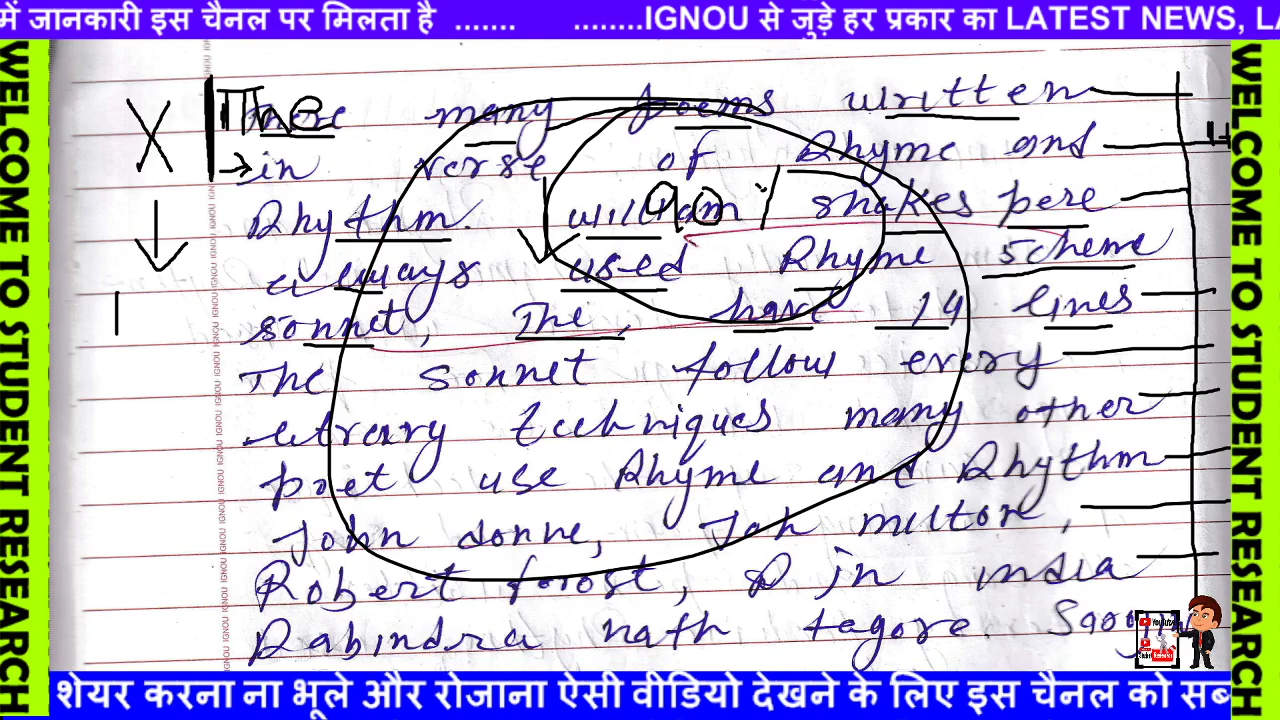 में जानकारी इस चैनल पर मिलता है ....... ........IGNOU से जुड़े हर प्रकार का LATEST NEWS, LA
WELCOME TO STUDENT RESEARCH
X
many poems written
→ in verse of Rhyme and
90%
Rhythm. william shakes pere
always used Rhyme scheme
sonnet, The, have 14 lines
The sonnet follow every
techniques many other
poet use Rhyme and Rhythm
John donne, Joh miltore,
Robert frost, in india
Rabindra nath tagore.
WELCOME TO STUDENT RESEARCH
YouTube
शेयर करना ना भूले और रोजाना ऐसी वीडियो देखने के लिए इस चैनल को सब्